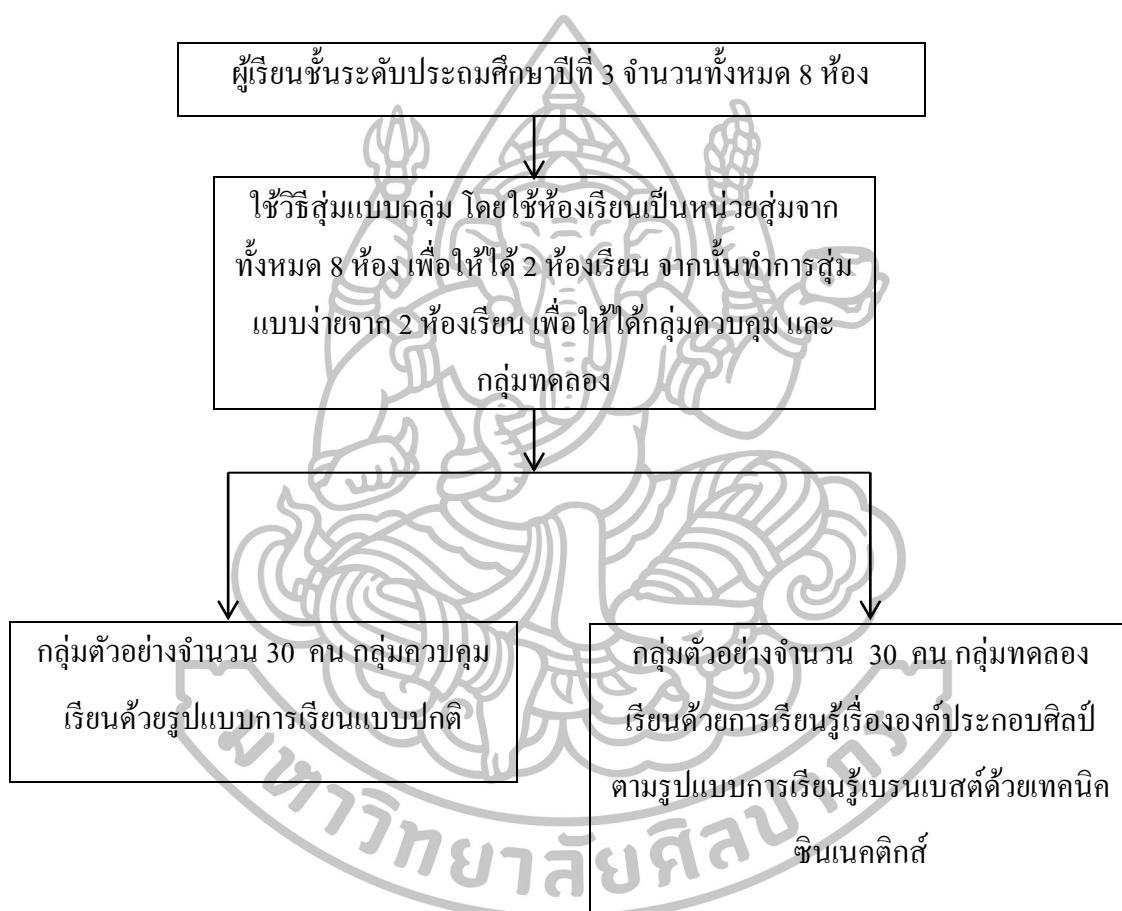 ผู้เรียนชั้นระดับประถมศึกษาปีที่ 3 จำนวนทั้งหมด 8 ห้อง
ใช้วิธีสุ่มแบบกลุ่ม โดยใช้ห้องเรียนเป็นหน่วยสุ่มจาก
ทั้งหมด 8 ห้อง เพื่อให้ได้ 2 ห้องเรียน จากนั้นทำการสุ่ม
แบบง่ายจาก 2 ห้องเรียน เพื่อให้ได้กลุ่มควบคุม และ
กลุ่มทดลอง
กลุ่มตัวอย่างจำนวน 30 คน กลุ่มควบคุม
เรียนด้วยรูปแบบการเรียนแบบปกติ
กลุ่มตัวอย่างจำนวน 30 คน กลุ่มทดลอง
เรียนด้วยการเรียนรู้เรื่ององค์ประกอบศิลป์
ตามรูปแบบการเรียนรู้เบรนเบสต์ด้วยเทคนิค
ซินเนคติกส์
มหาวิทยาลัยศิลปากร